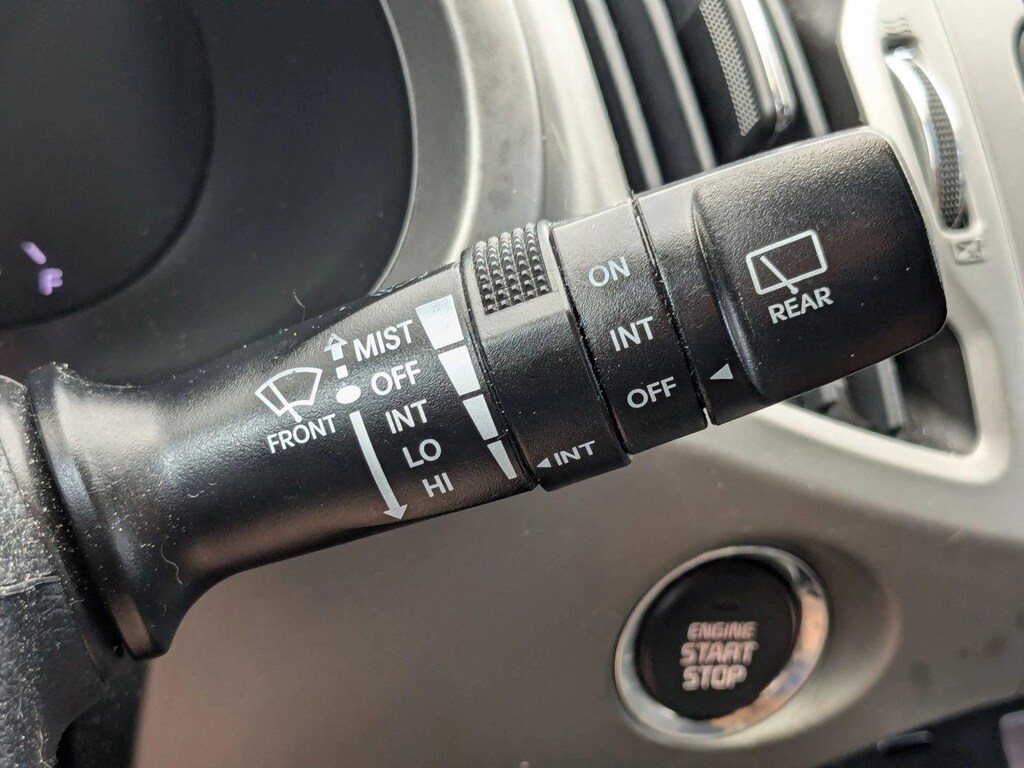 F
MIST
OFF
INT
LO
HI
FRONT
INT
ON
INT
OFF
REAR
ENGINE
START
STOP